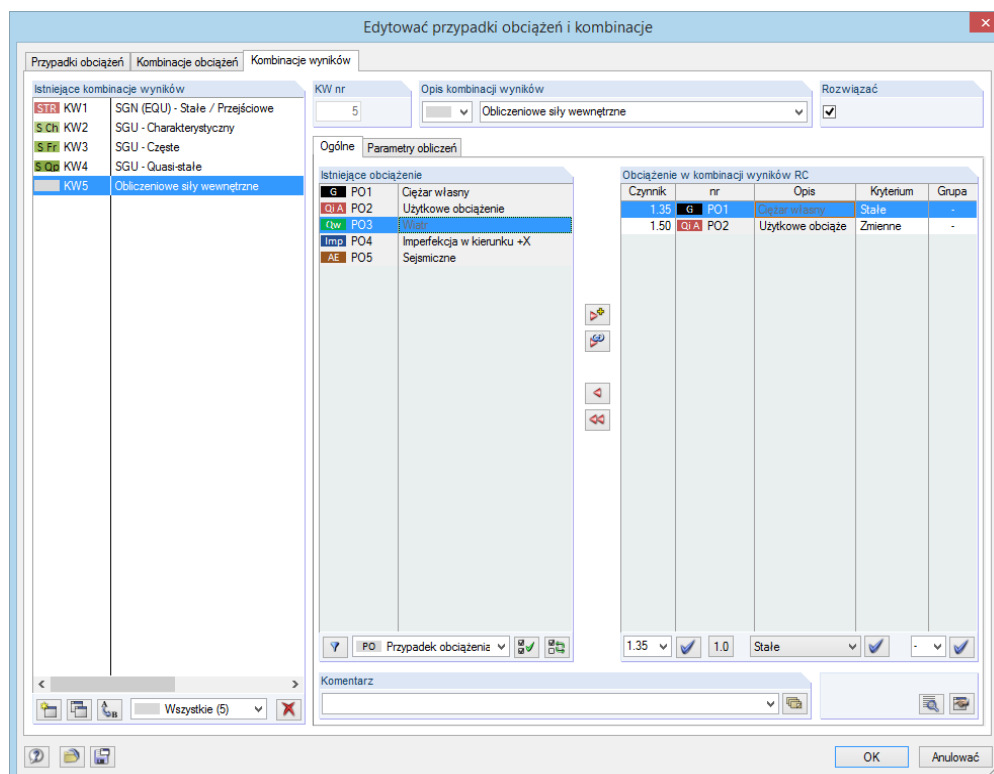 Edytować przypadki obciążeń i kombinacje
Przypadki obciążeń Kombinacje obciążeń Kombinacje wyników
Istniejące kombinacje wyników
STR KW1 SGN (EQU) - Stałe / Przejściowe
S Ch KW2 SGU - Charakterystyczny
S Fr KW3 SGU - Częste
S Qp KW4 SGU - Quasi-stałe
KW5 Obliczeniowe siły wewnętrzne
Wszystkie (5)
KW nr
5
Opis kombinacji wyników
Obliczeniowe siły wewnętrzne
Rozwiązać
Ogólne Parametry obliczeń
Istniejące obciążenie
G PO1 Ciężar własny
Qi A PO2 Użytkowe obciążenie
Qw PO3 Wiatr
Imp PO4 Imperfekcja w kierunku +X
AE PO5 Sejsmiczne
PO Przypadek obciążenia
Obciążenie w kombinacji wyników RC
Czynnik nr Opis Kryterium Grupa
1.35 G PO1 Ciężar własny Stałe -
1.50 Qi A PO2 Użytkowe obciąże Zmienne -
1.35 1.0 Stałe -
Komentarz
OK Anulować